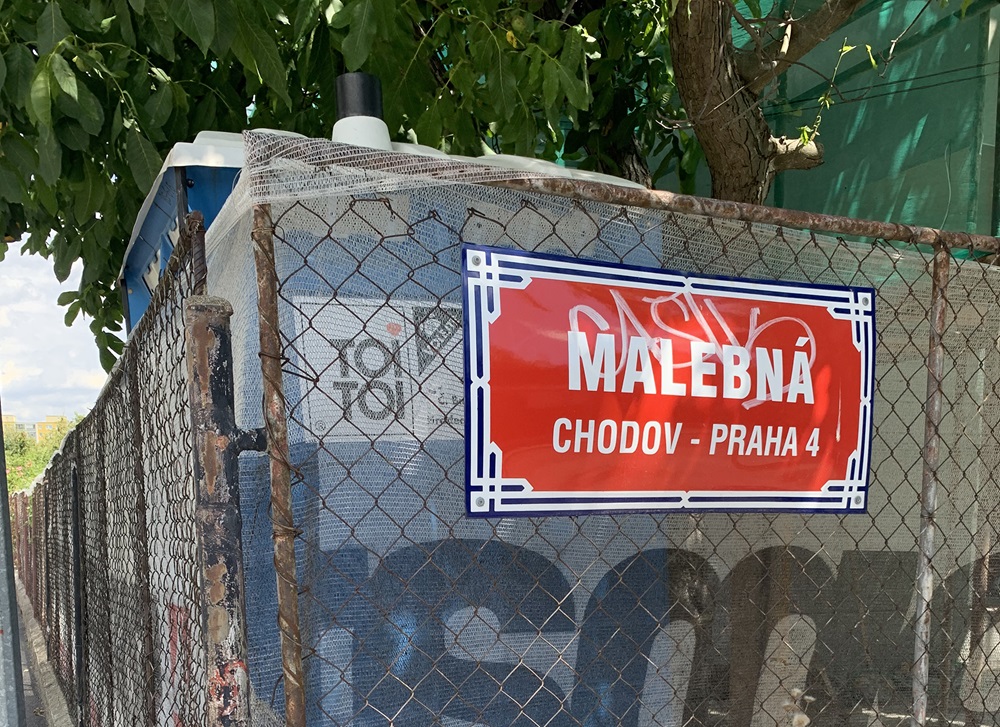 MALEBNÁ
CHODOV - PRAHA 4
TOI
TOI